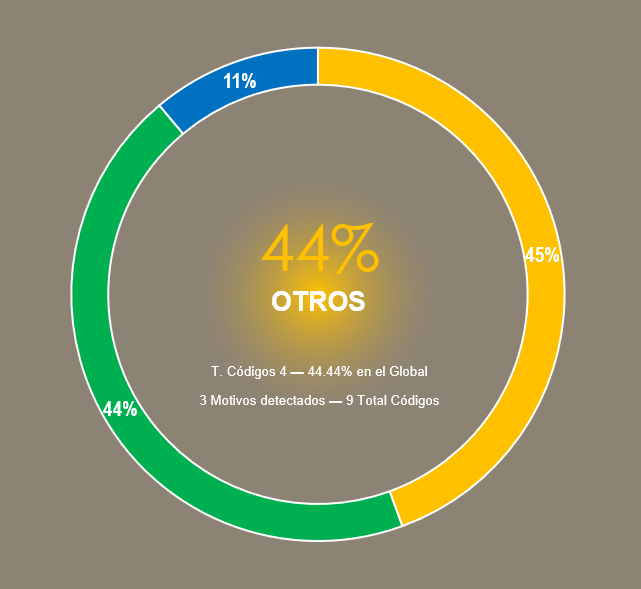 11%
44%
45%
OTROS
T. Códigos 4 — 44.44% en el Global
3 Motivos detectados — 9 Total Códigos
44%